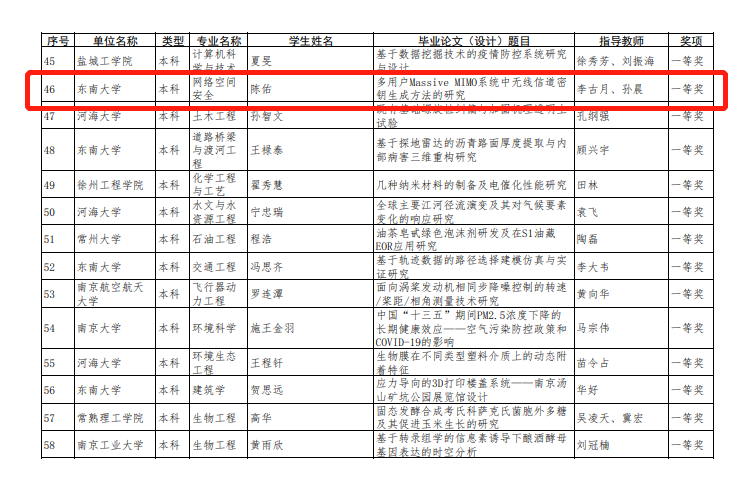 序号 单位名称 类型 专业名称 学生姓名 毕业论文（设计）题目 指导教师 奖项
45 盐城工学院 本科 计算机科学与技术 夏旻 基于数据挖掘技术的疫情防控系统研究与设计 徐秀芳、刘振海 一等奖
46 东南大学 本科 网络空间安全 陈佑 多用户Massive MIMO系统中无线信道密钥生成方法的研究 李古月、孙晨 一等奖
47 河海大学 本科 土木工程 孙智文 试验 孔纲强 一等奖
48 东南大学 本科 道路桥梁与渡河工程 王椂泰 基于探地雷达的沥青路面厚度提取与内部病害三维重构研究 顾兴宇 一等奖
49 徐州工程学院 本科 化学工程与工艺 翟秀慧 几种纳米材料的制备及电催化性能研究 田林 一等奖
50 河海大学 本科 水文与水资源工程 宁忠瑞 全球主要江河径流演变及其对气候要素变化的响应研究 袁飞 一等奖
51 常州大学 本科 石油工程 程浩 油茶皂甙绿色泡沫剂研发及在S1油藏EOR应用研究 陶磊 一等奖
52 东南大学 本科 交通工程 冯思齐 基于轨迹数据的路径选择建模仿真与实证研究 李大韦 一等奖
53 南京航空航天大学 本科 飞行器动力工程 罗连潭 面向涡桨发动机相同步降噪控制的转速/桨距/相角测量技术研究 黄向华 一等奖
54 南京大学 本科 环境科学 施王金羽 中国“十三五”期间PM2.5浓度下降的长期健康效应——空气污染防控政策和COVID-19的影响 马宗伟 一等奖
55 河海大学 本科 环境生态工程 王程钎 生物膜在不同类型塑料介质上的动态附着特征 苗令占 一等奖
56 东南大学 本科 建筑学 贺思远 应力导向的3D打印楼盖系统——南京汤山矿坑公园展览馆设计 华好 一等奖
57 常熟理工学院 本科 生物工程 高华 固态发酵合成考氏科萨克氏菌胞外多糖及其促进玉米生长的研究 吴凌天、冀宏 一等奖
58 南京工业大学 本科 生物工程 黄雨欣 基于转录组学的信息素诱导下酿酒酵母基因表达的时空分析 刘冠楠 一等奖